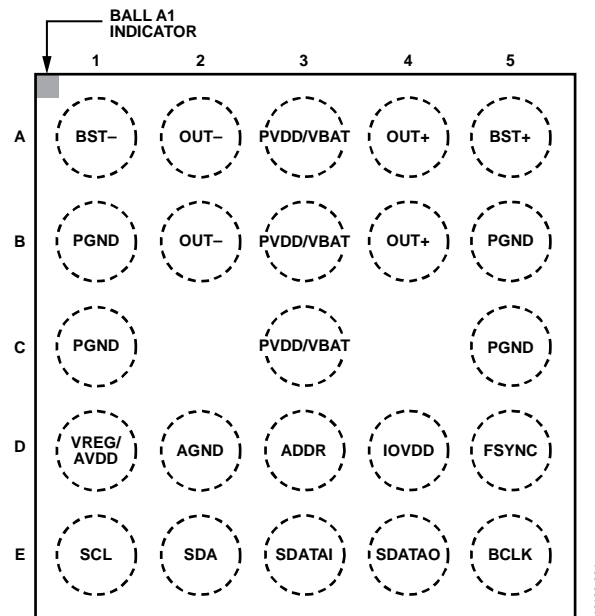 BALL A1
INDICATOR
1 2 3 4 5
A BST– OUT– PVDD/VBAT OUT+ BST+
B PGND OUT– PVDD/VBAT OUT+ PGND
C PGND PVDD/VBAT PGND
D VREG/
AVDD AGND ADDR IOVDD FSYNC
E SCL SDA SDATAI SDATAO BCLK